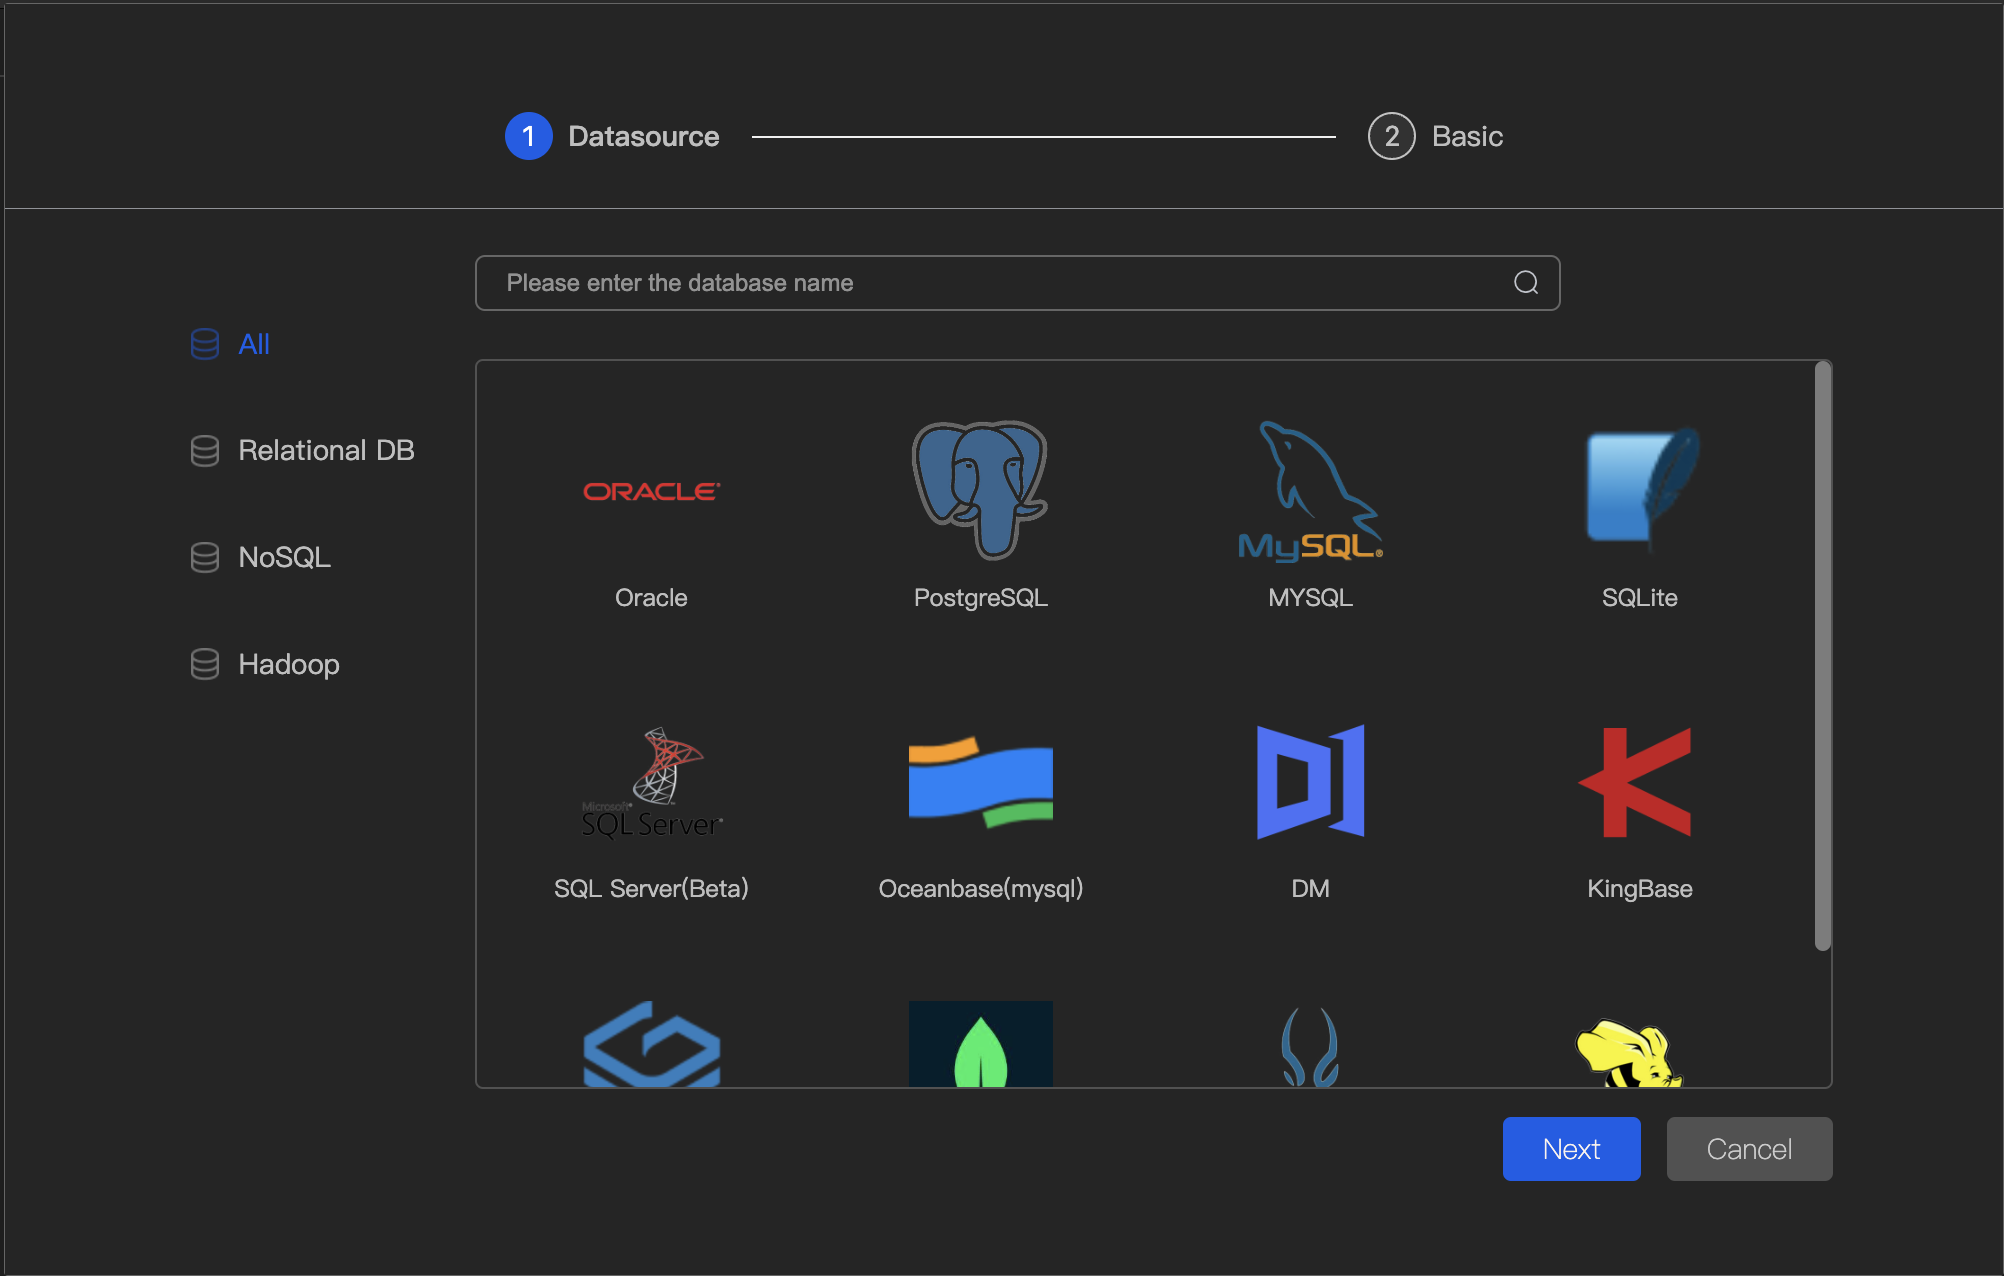 1 Datasource
2 Basic
Please enter the database name
All
Relational DB
NoSQL
Hadoop
ORACLE
MySQL
Oracle
PostgreSQL
MYSQL
SQLite
Microsoft
SQL Server
SQL Server(Beta)
Oceanbase(mysql)
DM
KingBase
Next
Cancel